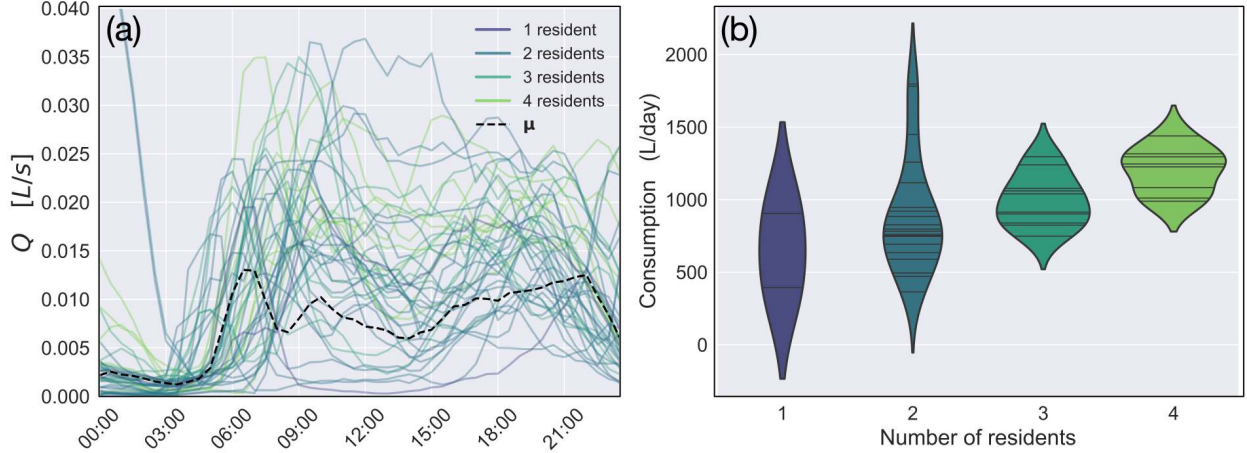 (a)
0.040
0.035
0.030
0.025
0.020
0.015
0.010
0.005
0.000
Q [L/s]
1 resident
2 residents
3 residents
4 residents
μ
00:00
03:00
06:00
09:00
12:00
15:00
18:00
21:00
(b)
2000
1500
1000
500
0
Consumption (L/day)
1
2
3
4
Number of residents